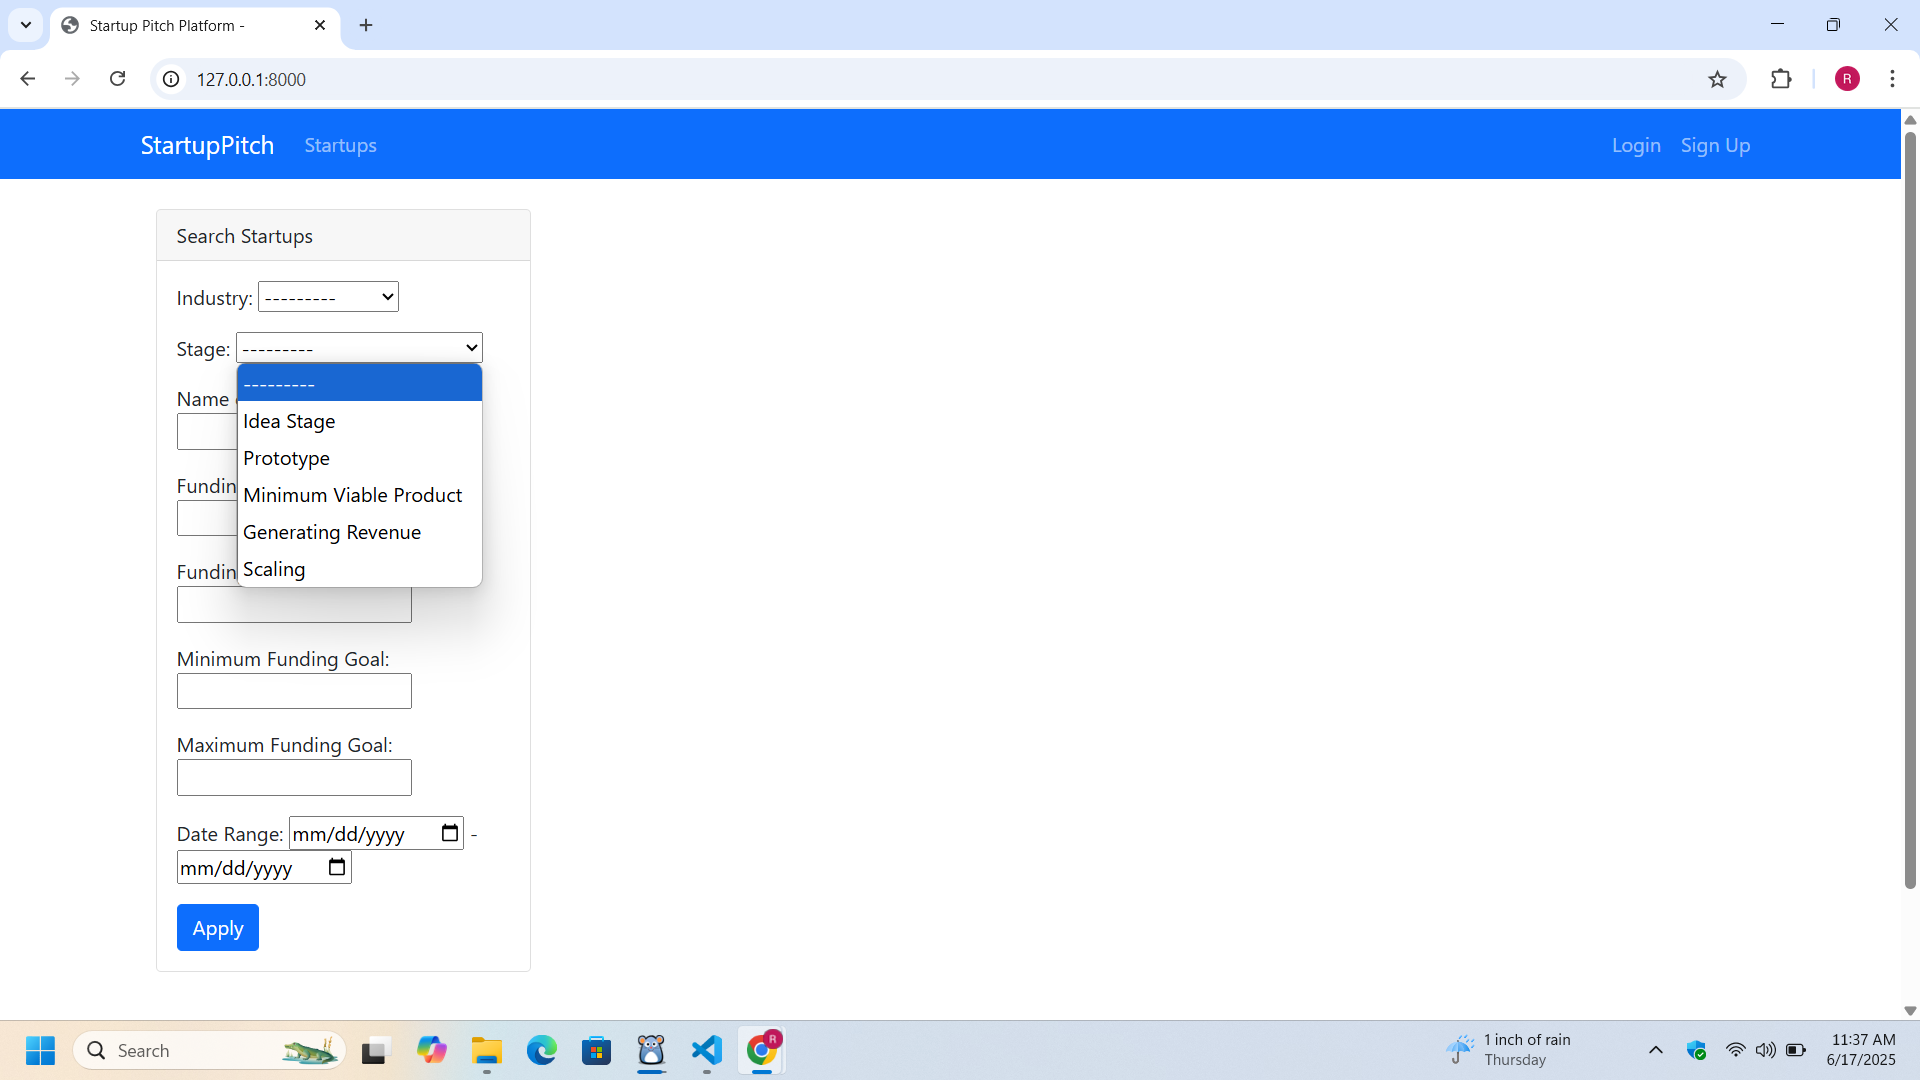 Startup Pitch Platform -
127.0.0.1:8000
R
StartupPitch Startups Login Sign Up
Search Startups
Industry: ---------
Stage: ---------
---------
Name
Idea Stage
Prototype
Fundin
Minimum Viable Product
Generating Revenue
Fundin
Scaling
Minimum Funding Goal:
Maximum Funding Goal:
Date Range: mm/dd/yyyy -
mm/dd/yyyy
Apply
Search
R
1 inch of rain
Thursday
11:37 AM
6/17/2025